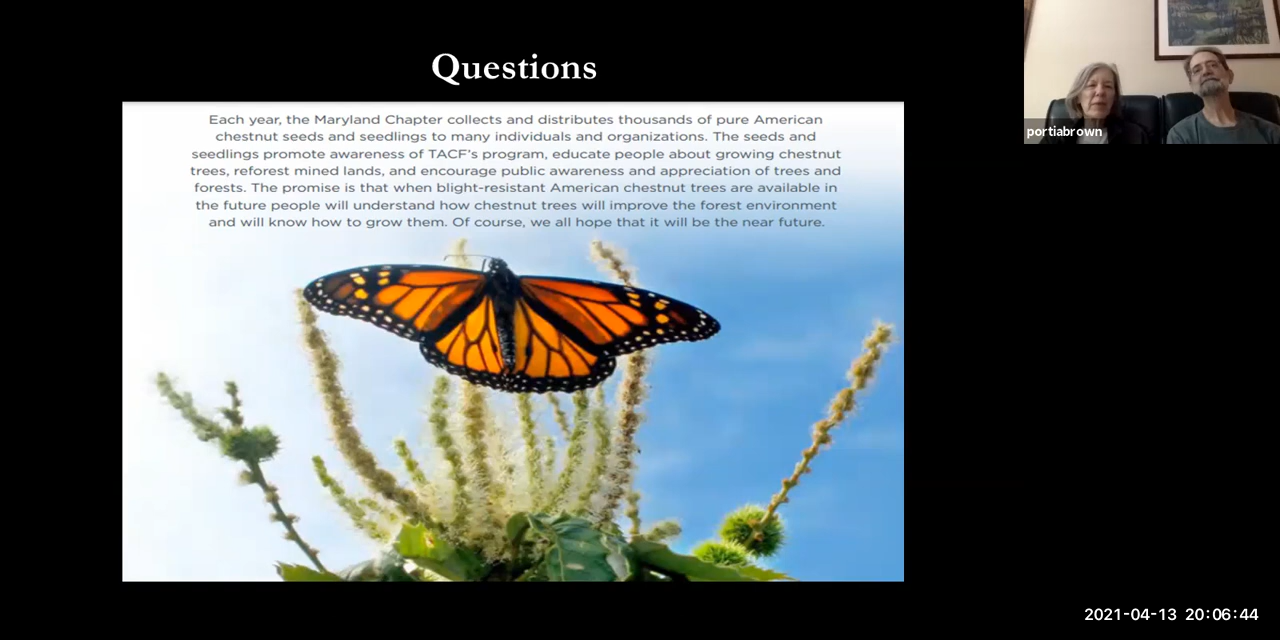 Questions
Each year, the Maryland Chapter collects and distributes thousands of pure American
chestnut seeds and seedlings to many individuals and organizations. The seeds and
seedlings promote awareness of TACF's program, educate people about growing chestnut
trees, reforest mined lands, and encourage public awareness and appreciation of trees and
forests. The promise is that when blight-resistant American chestnut trees are available in
the future people will understand how chestnut trees will improve the forest environment
and will know how to grow them. Of course, we all hope that it will be the near future.
portiabrown
2021-04-13 20:06:44